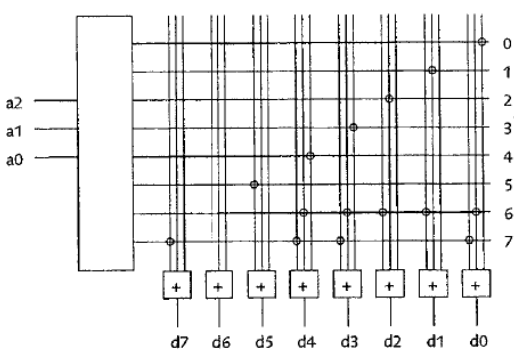 0
1
a2 2
a1 3
a0 4
5
6
7
+ + + + + + + +
d7 d6 d5 d4 d3 d2 d1 d0